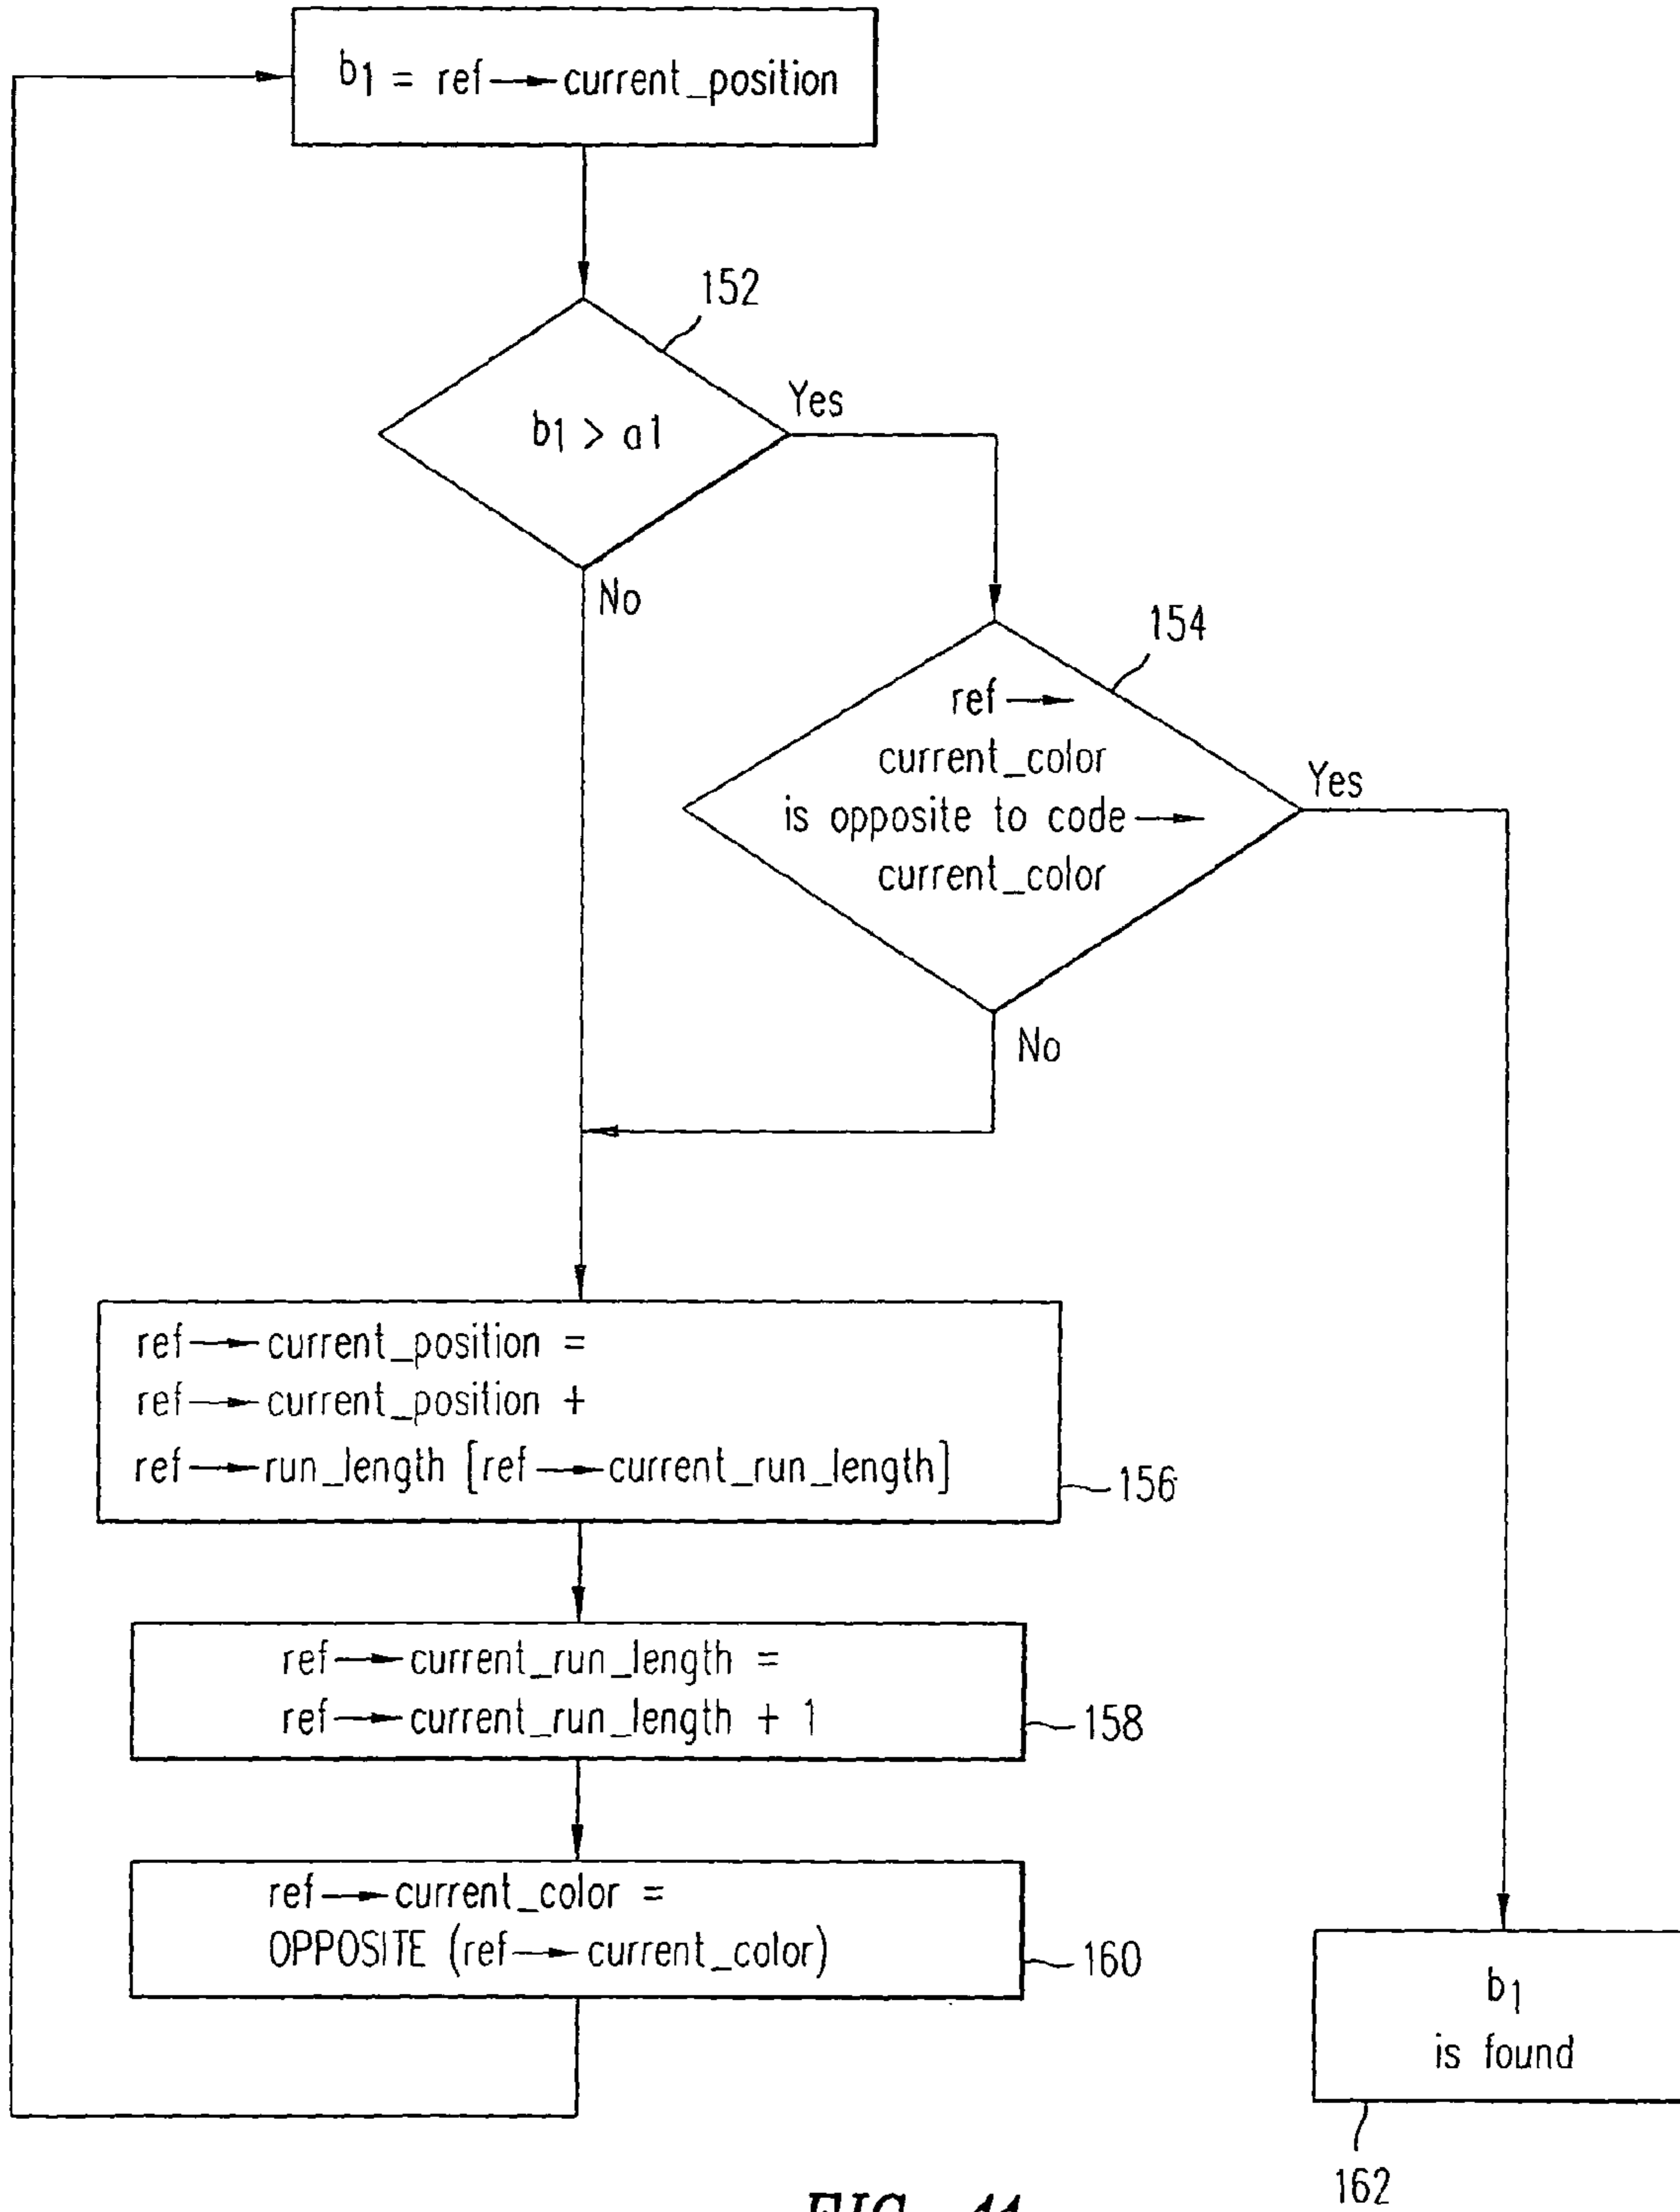 b1 = ref→current_position
152
Yes
b1 > a1
No
154
ref→
current_color
is opposite to code→
current_color
Yes
No
ref→current_position =
ref→current_position +
ref→run_length [ref→current_run_length]
156
ref→current_run_length =
ref→current_run_length + 1
158
ref→current_color =
OPPOSITE (ref→current_color)
160
b1
is found
162